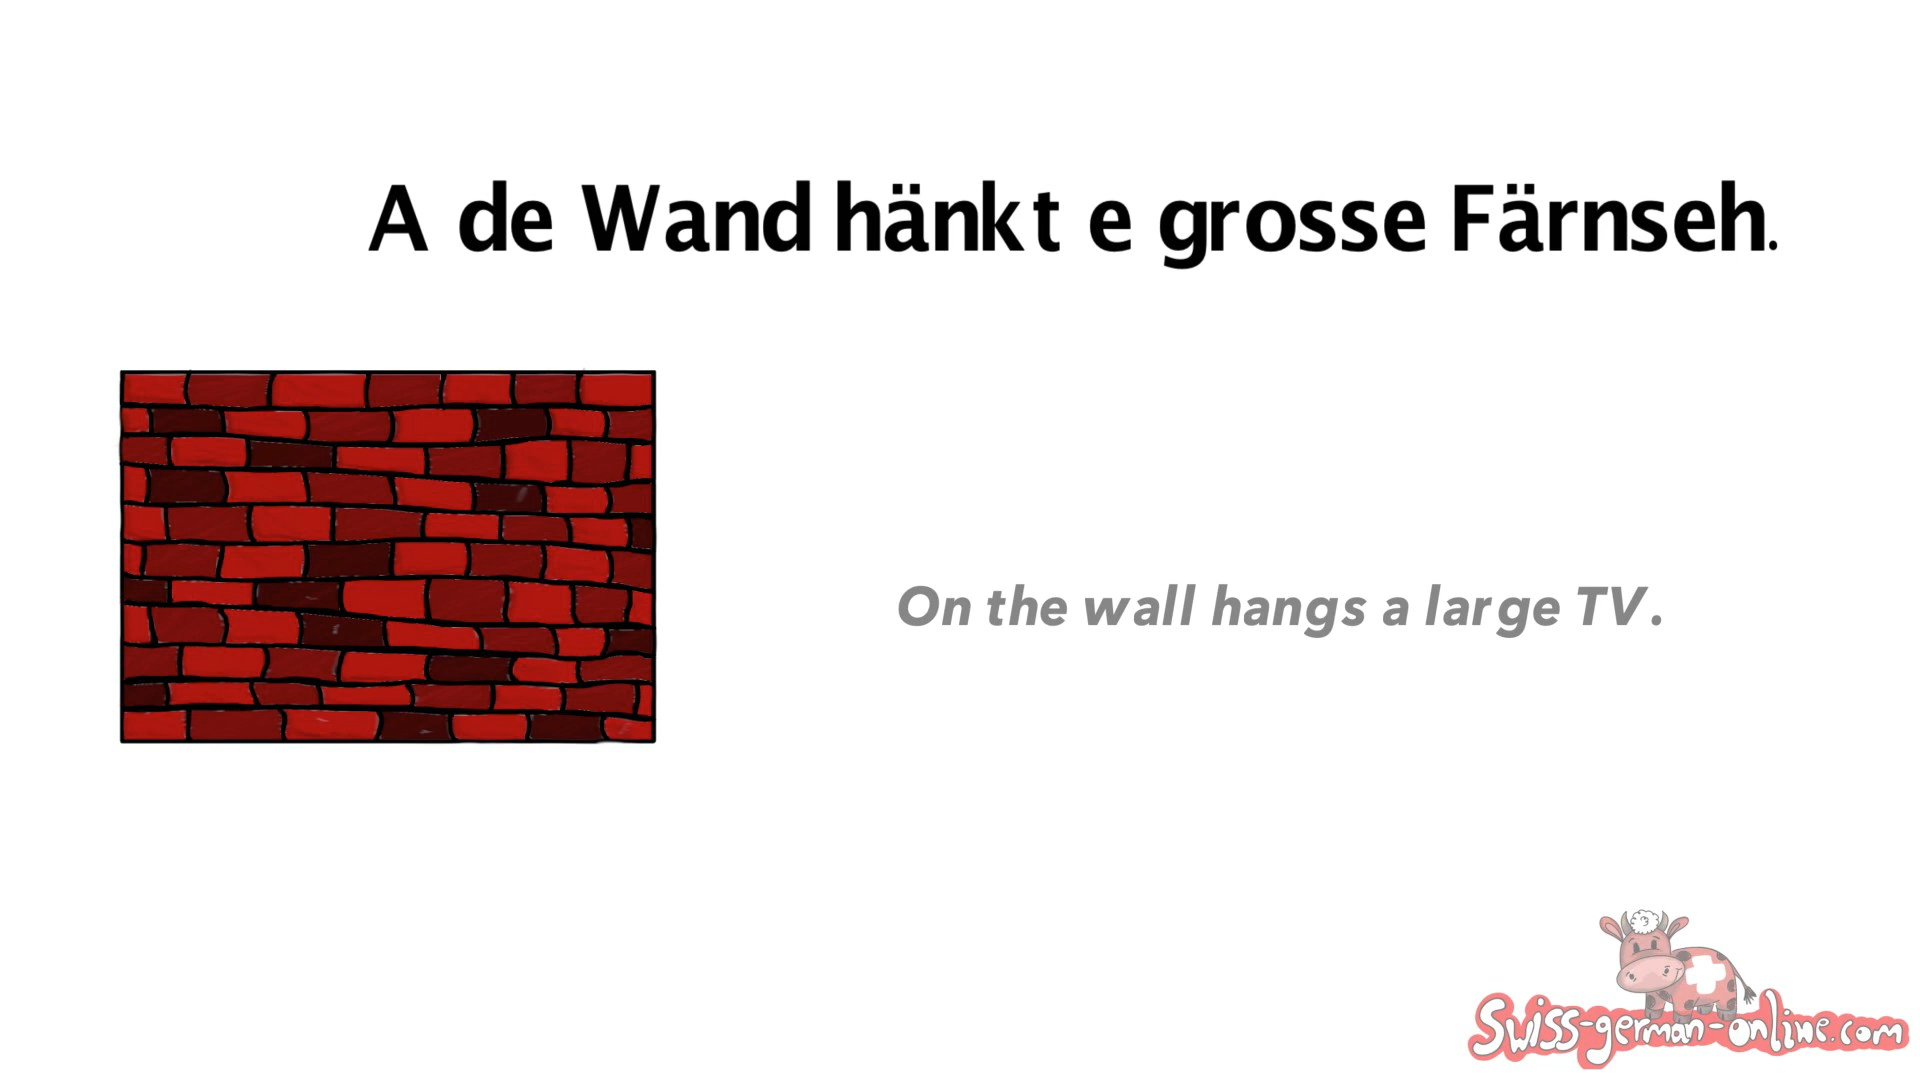 A de Wand hänkt e grosse Färnseh.
On the wall hangs a large TV.
Swiss-german-online.com